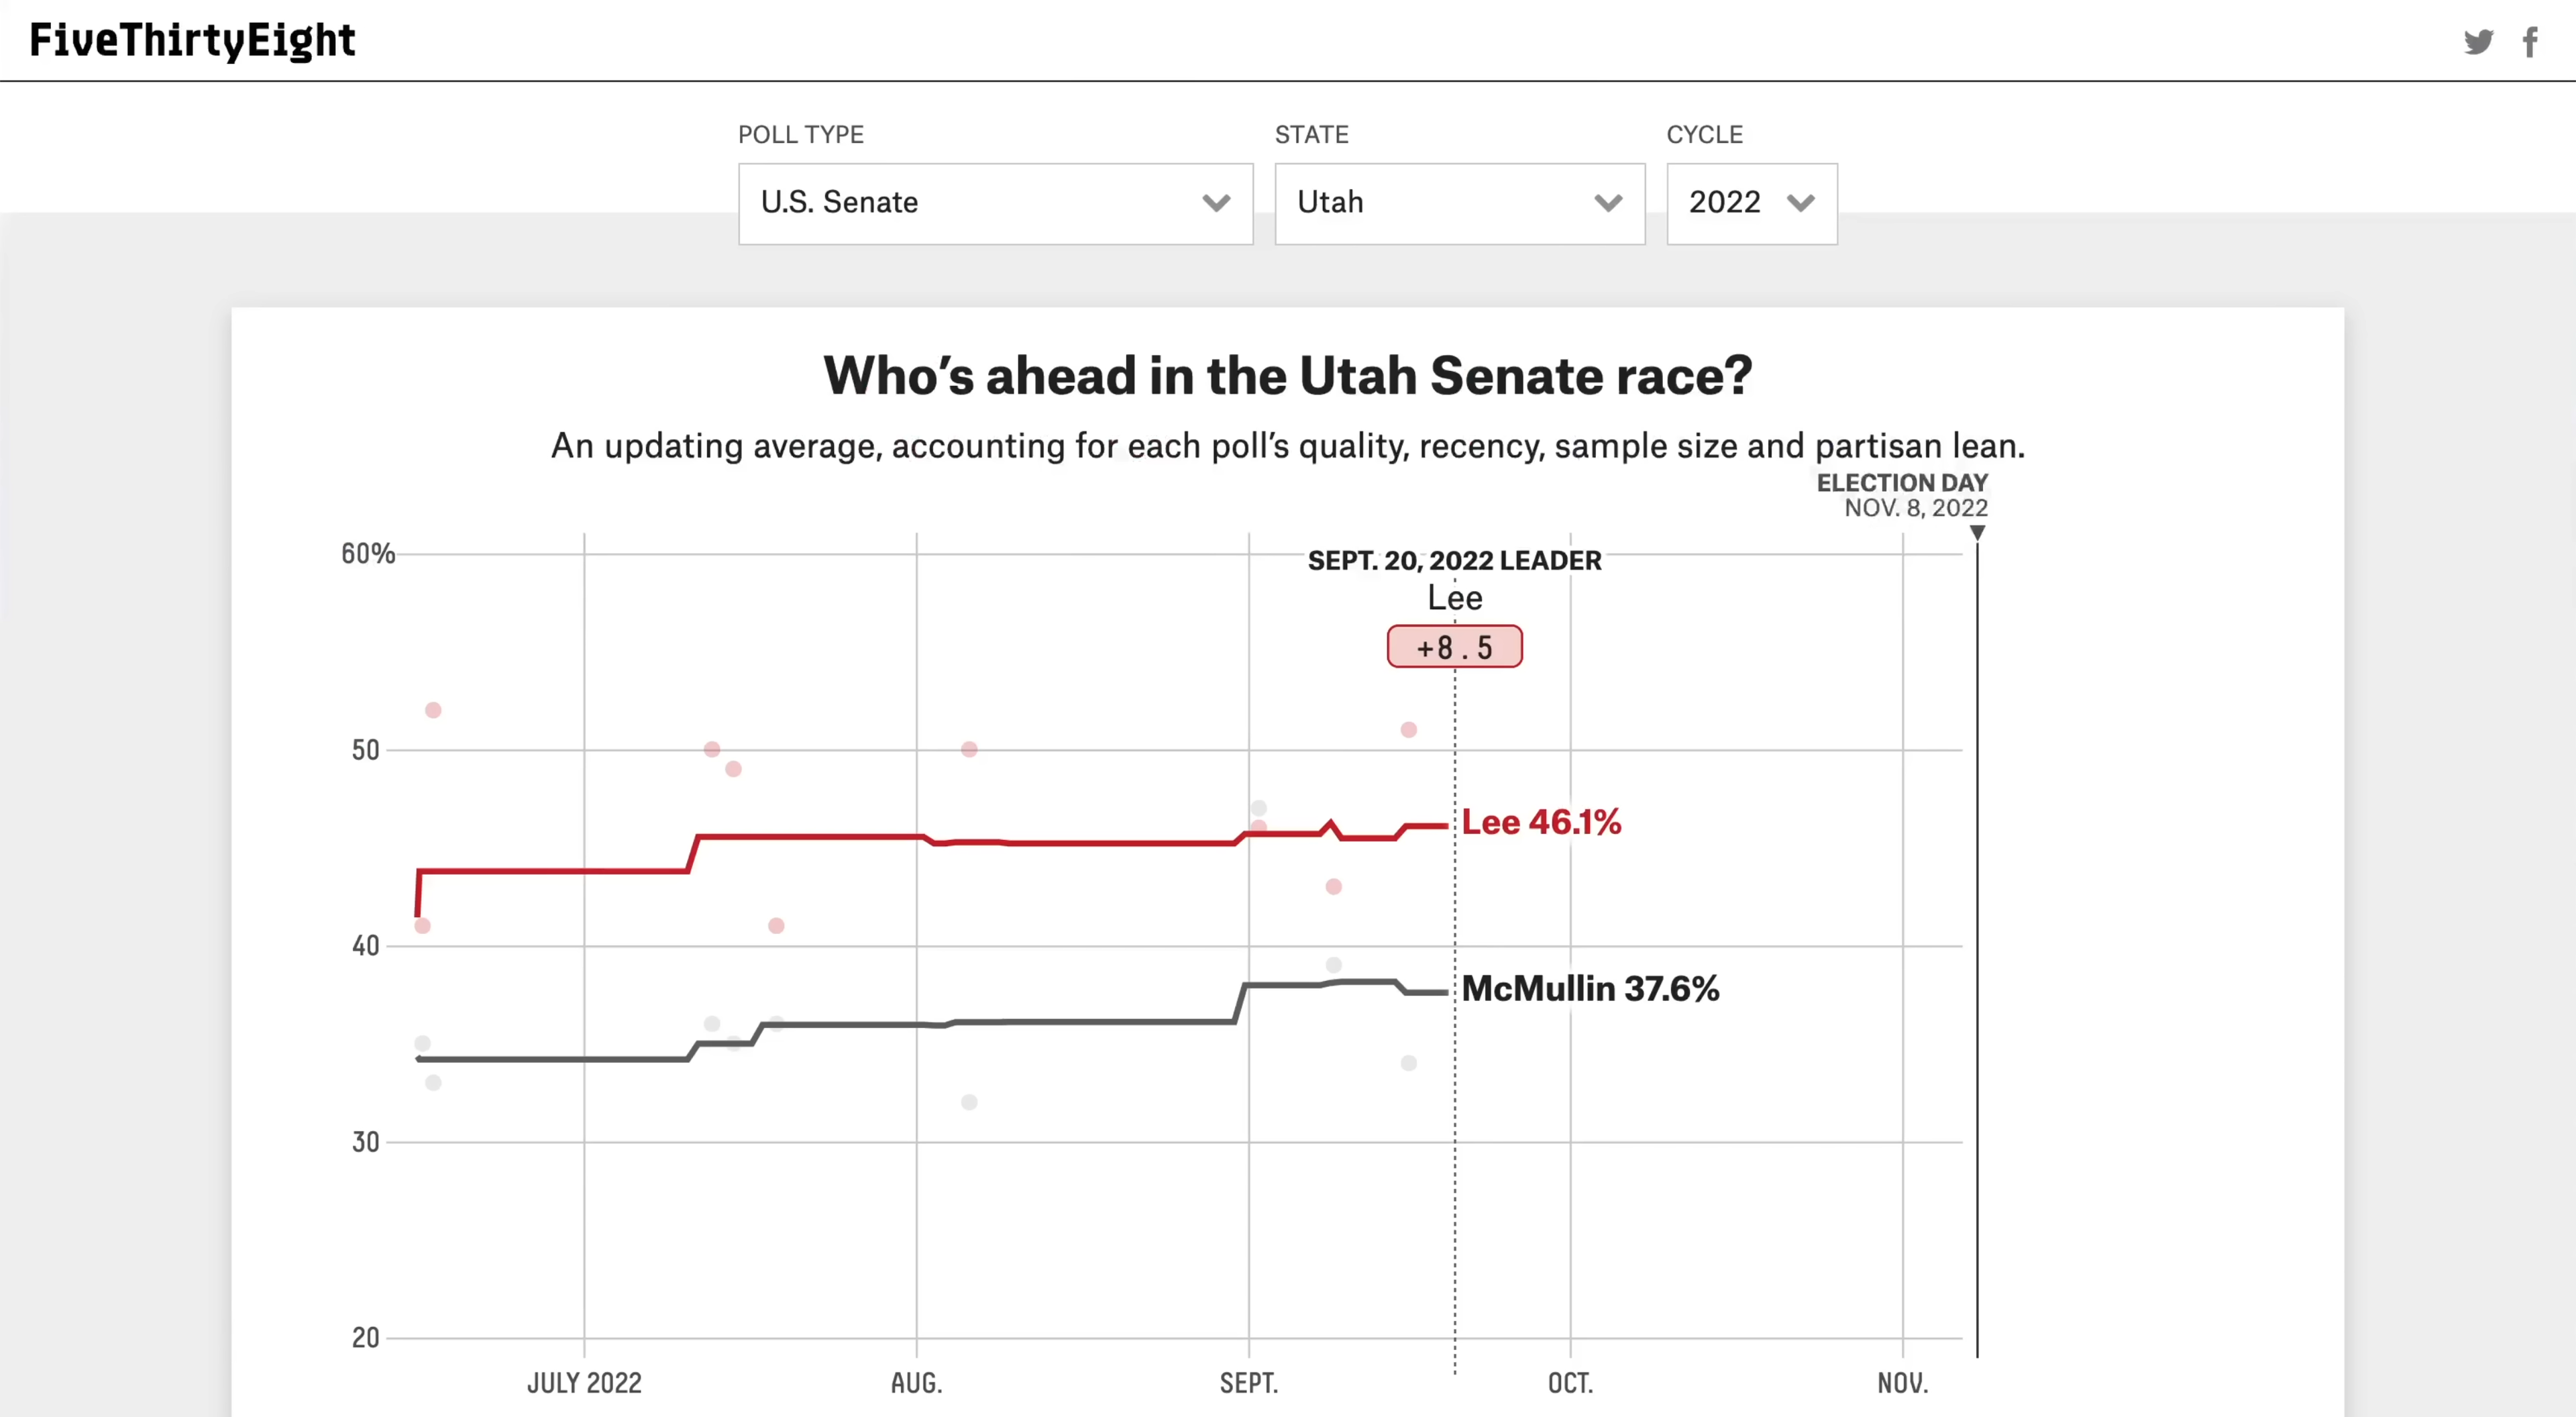 FiveThirtyEight
POLL TYPE
STATE
CYCLE
U.S. Senate
Utah
2022
Who’s ahead in the Utah Senate race?
An updating average, accounting for each poll’s quality, recency, sample size and partisan lean.
ELECTION DAY
NOV. 8, 2022
60%
SEPT. 20, 2022 LEADER
Lee
+8.5
50
Lee 46.1%
40
McMullin 37.6%
30
20
JULY 2022
AUG.
SEPT.
OCT.
NOV.